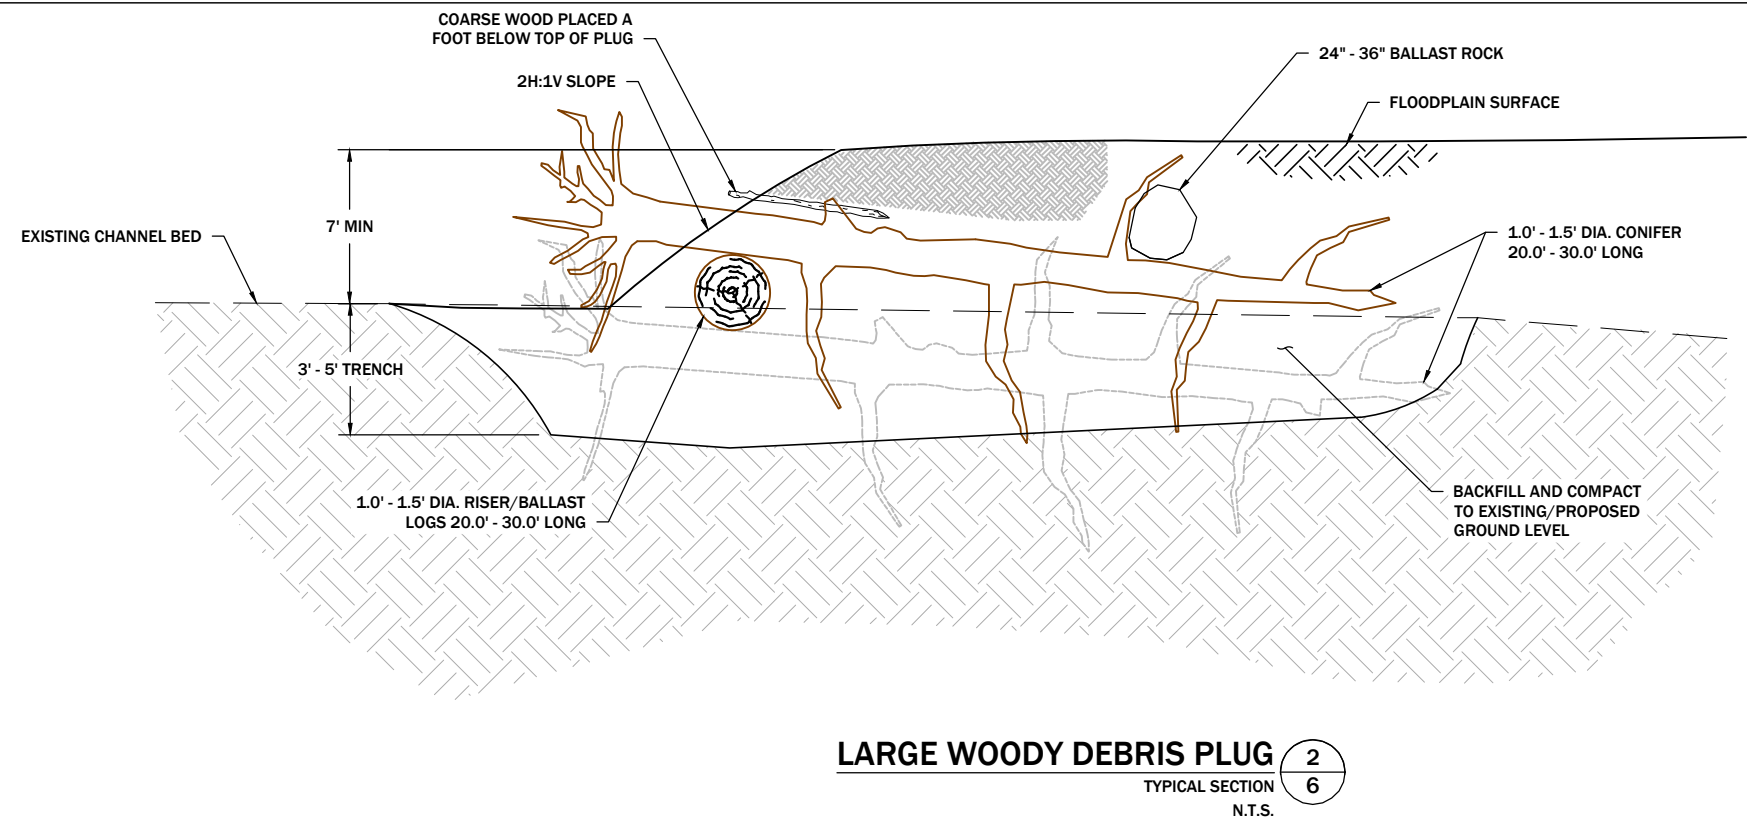 COARSE WOOD PLACED A
FOOT BELOW TOP OF PLUG
24" - 36" BALLAST ROCK
2H:1V SLOPE
FLOODPLAIN SURFACE
7' MIN
EXISTING CHANNEL BED
1.0' - 1.5' DIA. CONIFER
20.0' - 30.0' LONG
3' - 5' TRENCH
1.0' - 1.5' DIA. RISER/BALLAST
LOGS 20.0' - 30.0' LONG
BACKFILL AND COMPACT
TO EXISTING/PROPOSED
GROUND LEVEL
LARGE WOODY DEBRIS PLUG
2
6
TYPICAL SECTION
N.T.S.